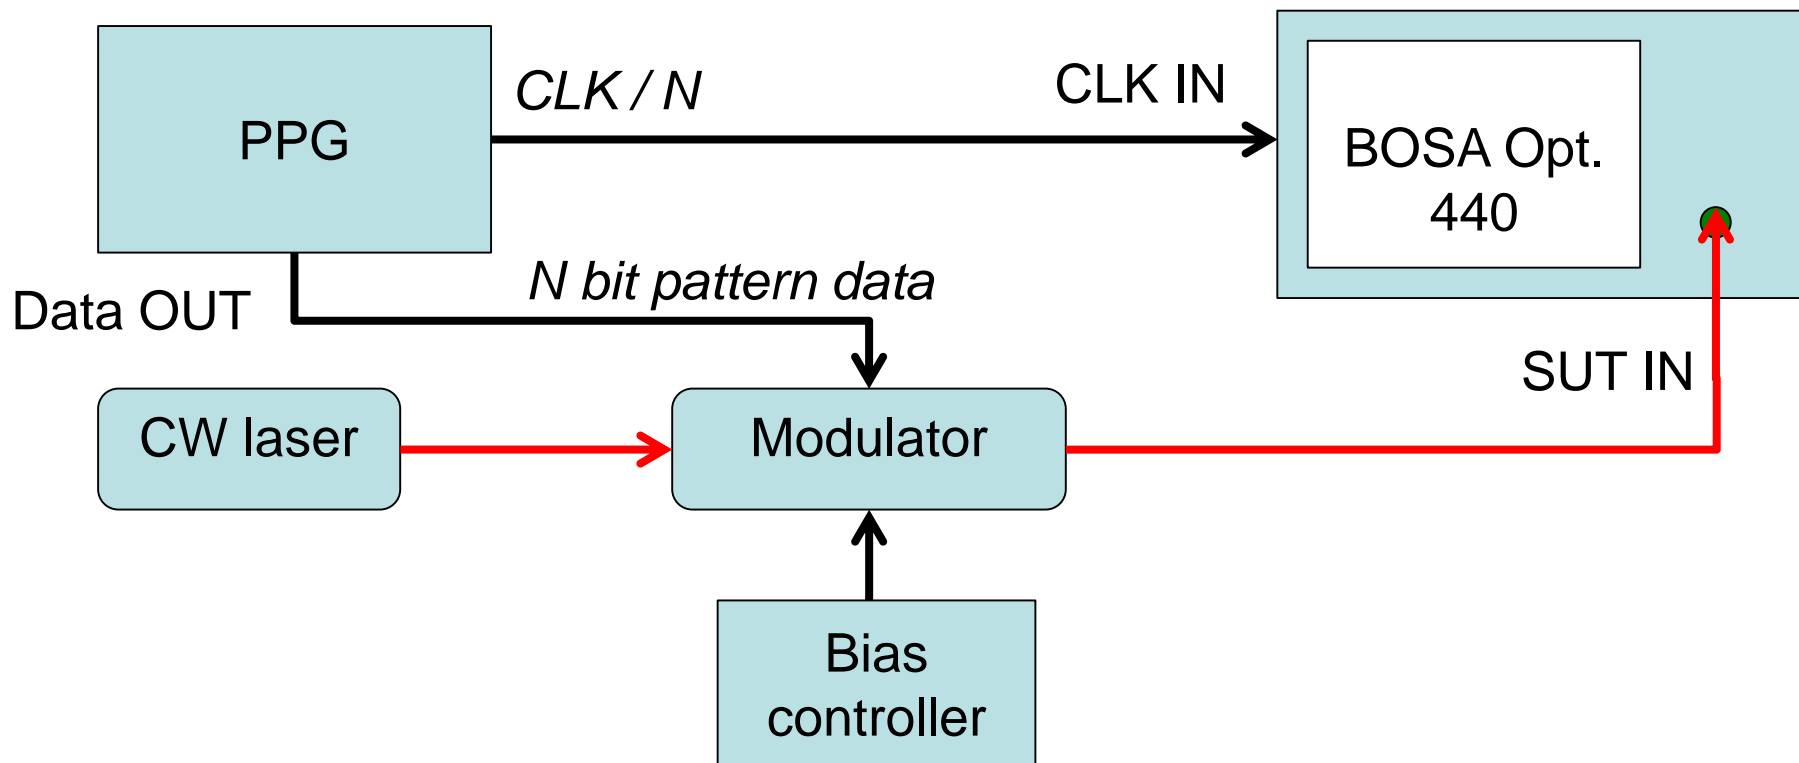 CLK / N
CLK IN
PPG
BOSA Opt.
440
Data OUT
N bit pattern data
SUT IN
CW laser
Modulator
Bias
controller